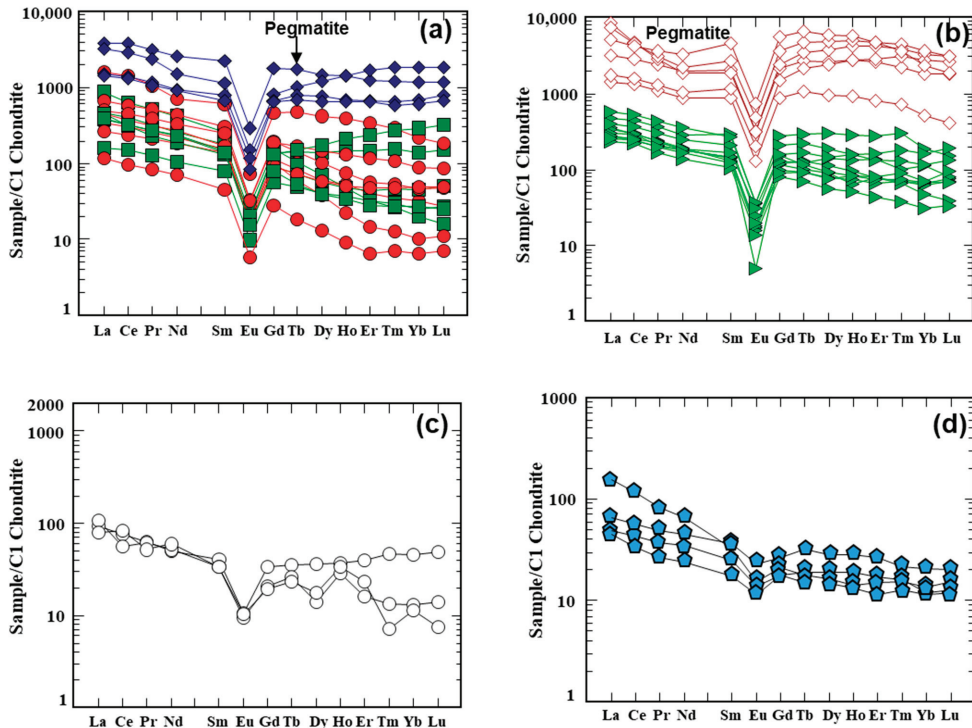 10,000
1000
100
10
1
Sample/C1 Chondrite
Pegmatite
(a)
La Ce Pr Nd Sm Eu Gd Tb Dy Ho Er Tm Yb Lu
10,000
1000
100
10
1
Sample/C1 Chondrite
Pegmatite
(b)
La Ce Pr Nd Sm Eu Gd Tb Dy Ho Er Tm Yb Lu
2000
1000
100
10
1
Sample/C1 Chondrite
(c)
La Ce Pr Nd Sm Eu Gd Tb Dy Ho Er Tm Yb Lu
1000
100
10
1
Sample/C1 Chondrite
(d)
La Ce Pr Nd Sm Eu Gd Tb Dy Ho Er Tm Yb Lu